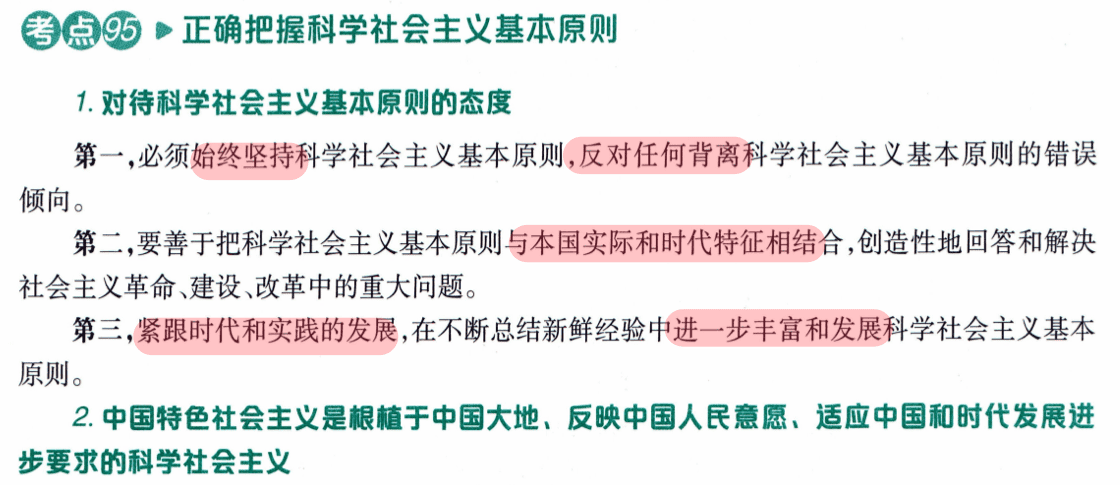 考点95 ▶ 正确把握科学社会主义基本原则
1. 对待科学社会主义基本原则的态度
第一,必须始终坚持科学社会主义基本原则,反对任何背离科学社会主义基本原则的错误
倾向。
第二,要善于把科学社会主义基本原则与本国实际和时代特征相结合,创造性地回答和解决
社会主义革命、建设、改革中的重大问题。
第三,紧跟时代和实践的发展,在不断总结新鲜经验中进一步丰富和发展科学社会主义基本
原则。
2. 中国特色社会主义是根植于中国大地、反映中国人民意愿、适应中国和时代发展进
步要求的科学社会主义